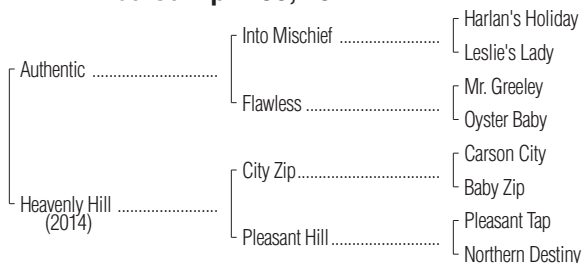 Harlan's Holiday
Into Mischief
Leslie's Lady
Authentic
Mr. Greeley
Flawless
Oyster Baby
Carson City
City Zip
Baby Zip
Heavenly Hill
(2014)
Pleasant Tap
Pleasant Hill
Northern Destiny